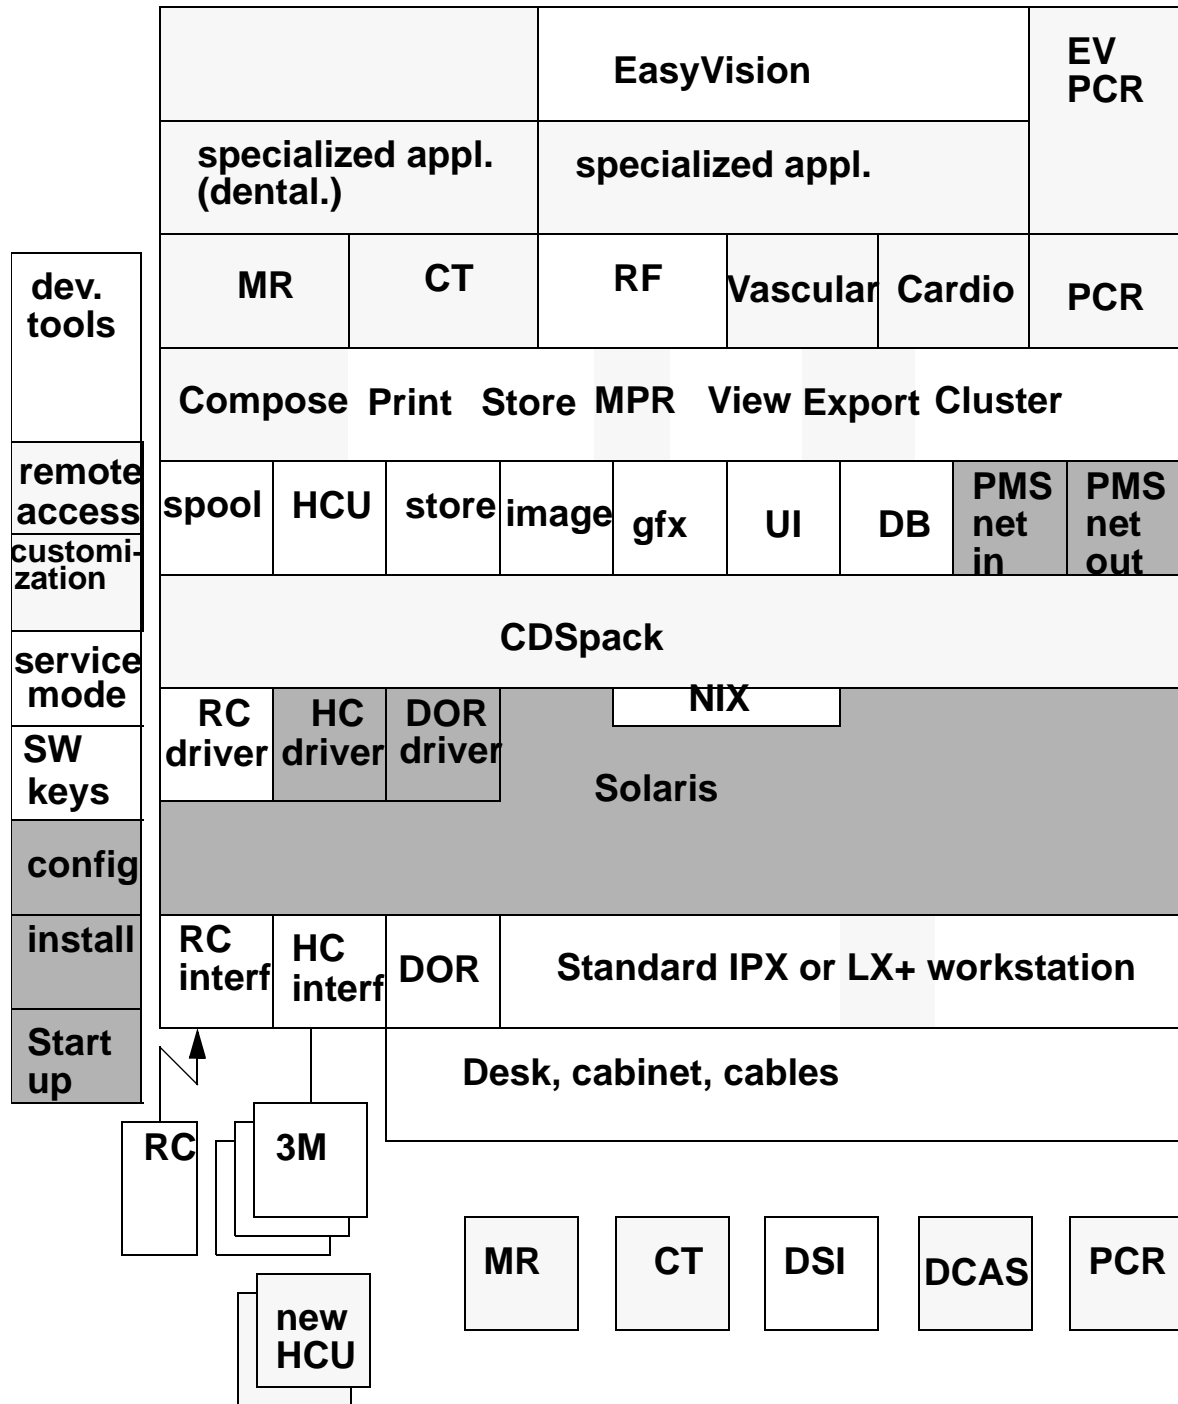 EasyVision
EV
PCR
specialized appl.
(dental.)
specialized appl.
MR
CT
RF
Vascular
Cardio
PCR
dev.
tools
Compose Print Store MPR View Export Cluster
remote
access
spool
HCU
store
image
gfx
UI
DB
PMS
net
in
PMS
net
out
customi-
zation
CDSpack
service
mode
RC
driver
HC
driver
DOR
driver
NIX
SW
keys
Solaris
config
install
RC
interf
HC
interf
DOR
Standard IPX or LX+ workstation
Start
up
Desk, cabinet, cables
RC
3M
MR
CT
DSI
DCAS
PCR
new
HCU